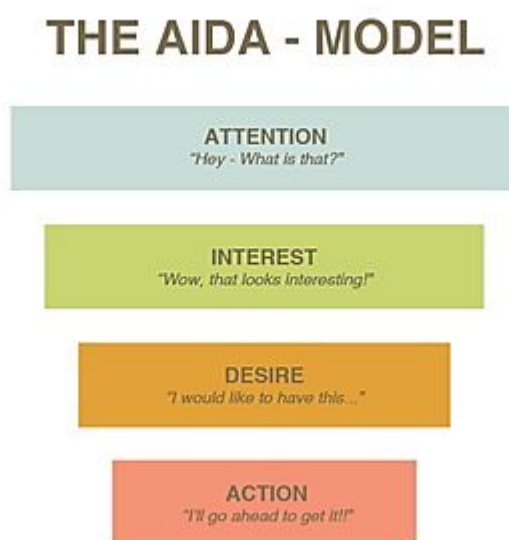 THE AIDA - MODEL
ATTENTION
"Hey - What is that?"
INTEREST
"Wow, that looks interesting!"
DESIRE
"I would like to have this..."
ACTION
"I'll go ahead to get it!!"